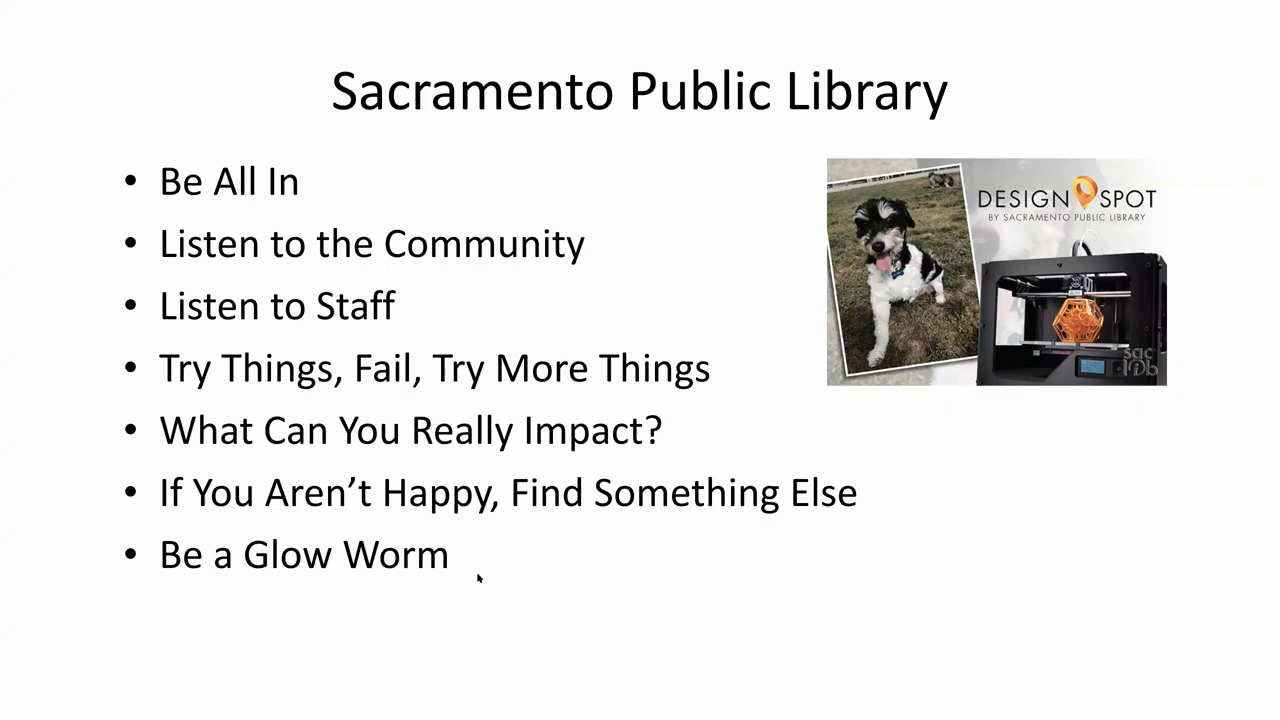 Sacramento Public Library
• Be All In
• Listen to the Community
• Listen to Staff
• Try Things, Fail, Try More Things
• What Can You Really Impact?
• If You Aren’t Happy, Find Something Else
• Be a Glow Worm
DESIGN SPOT
BY SACRAMENTO PUBLIC LIBRARY
sac
lib